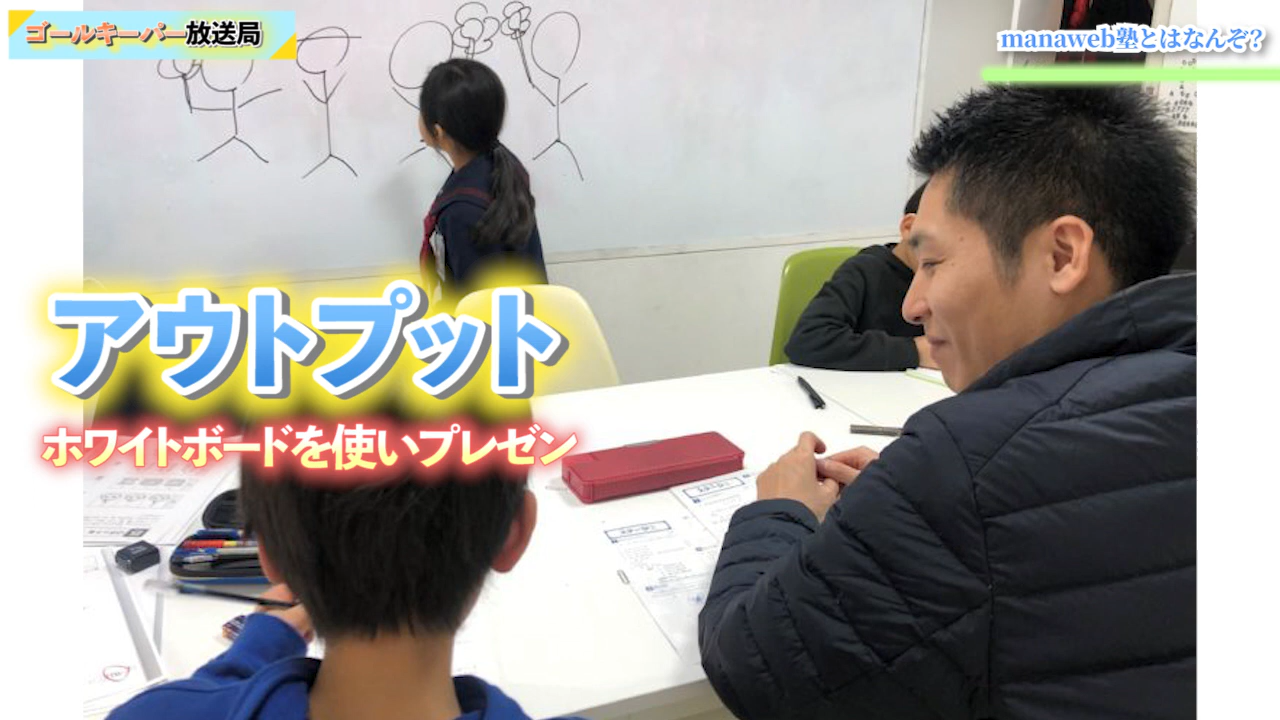 ゴールキーパー放送局
manaweb塾とはなんぞ?
アウトプット
ホワイトボードを使いプレゼン